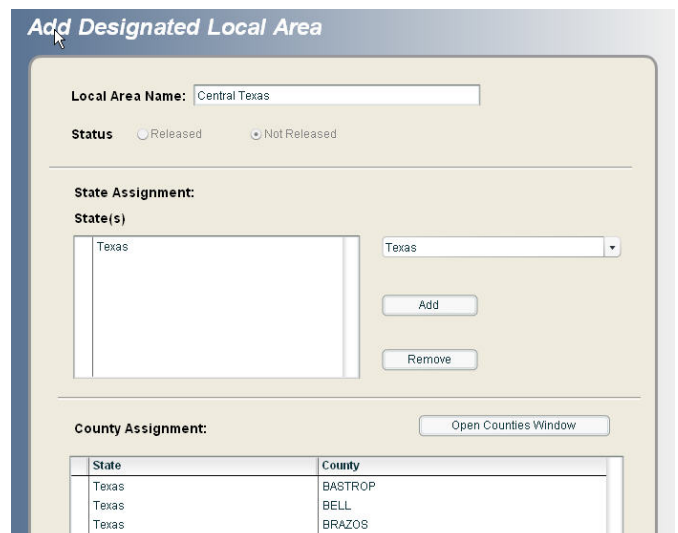 Add Designated Local Area
Local Area Name: Central Texas
Status Released Not Released
State Assignment:
State(s)
Texas
Texas
Add
Remove
County Assignment: Open Counties Window
State County
Texas BASTROP
Texas BELL
Texas BRAZOS